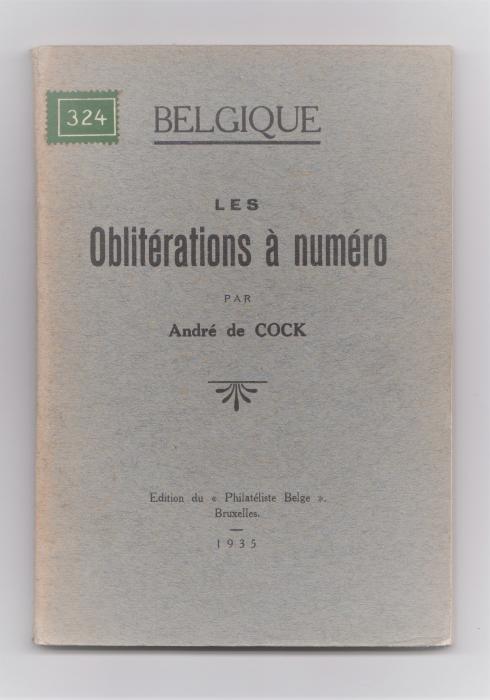 324
BELGIQUE
LES
Oblitérations à numéro
PAR
André de COCK
Edition du « Philatéliste Belge ».
Bruxelles.
1935